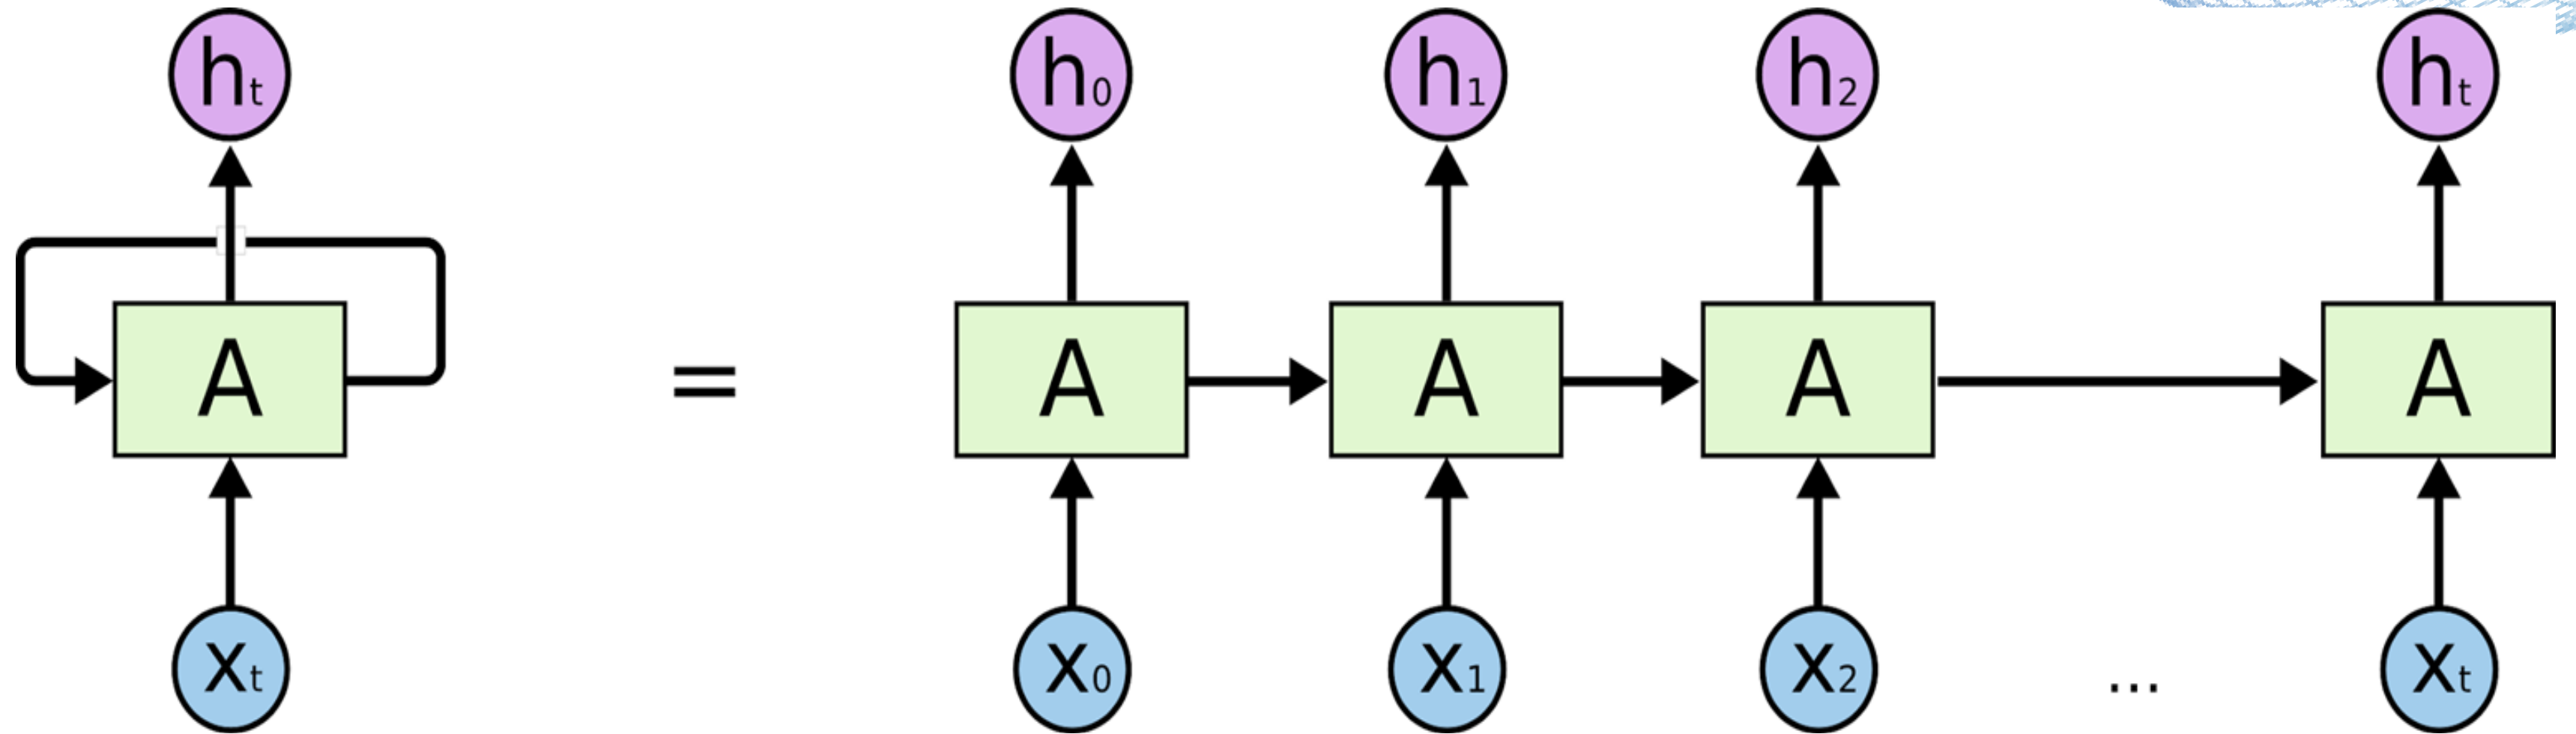 ht h0 h1 h2 ht
A = A A A A
xt x0 x1 x2 ... xt